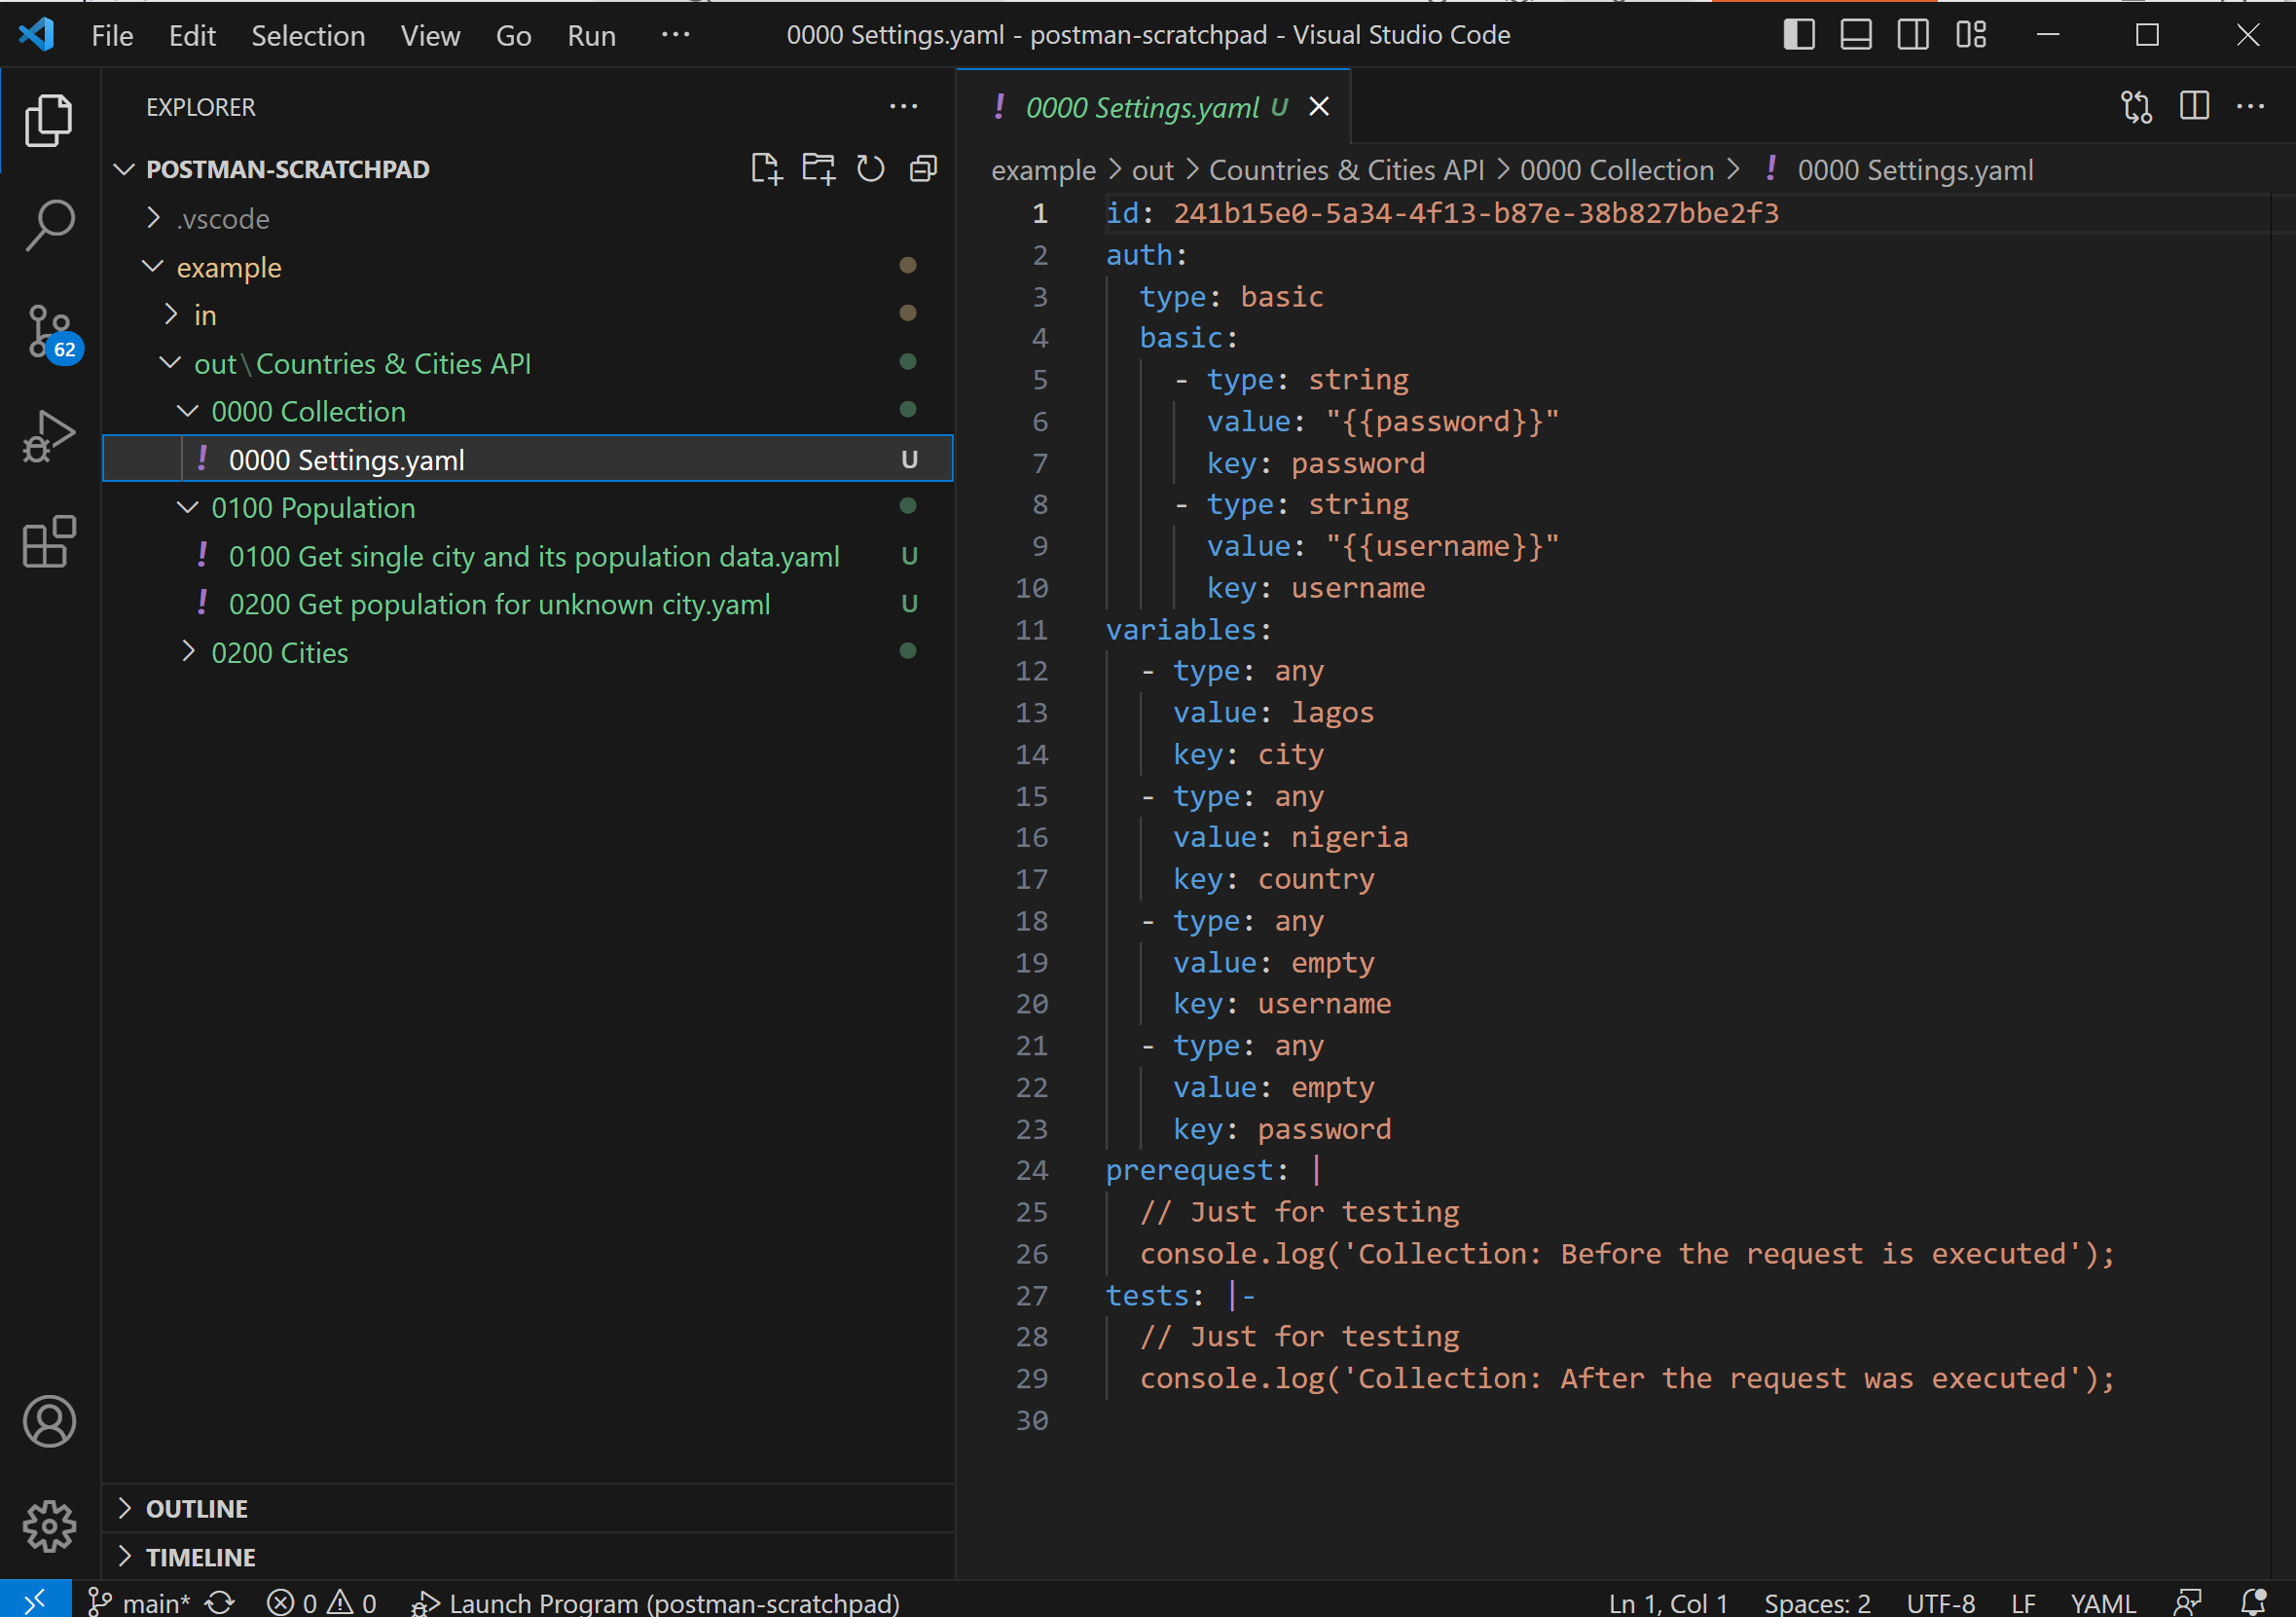 File Edit Selection View Go Run ··· 0000 Settings.yaml - postman-scratchpad - Visual Studio Code
EXPLORER
POSTMAN-SCRATCHPAD
.vscode
example
in
out\Countries & Cities API
0000 Collection
! 0000 Settings.yaml U
0100 Population
! 0100 Get single city and its population data.yaml U
! 0200 Get population for unknown city.yaml U
0200 Cities
62
OUTLINE
TIMELINE
! 0000 Settings.yaml U
example > out > Countries & Cities API > 0000 Collection > ! 0000 Settings.yaml
1 id: 241b15e0-5a34-4f13-b87e-38b827bbe2f3
2 auth:
3 type: basic
4 basic:
5 - type: string
6 value: "{{password}}"
7 key: password
8 - type: string
9 value: "{{username}}"
10 key: username
11 variables:
12 - type: any
13 value: lagos
14 key: city
15 - type: any
16 value: nigeria
17 key: country
18 - type: any
19 value: empty
20 key: username
21 - type: any
22 value: empty
23 key: password
24 prerequest: |
25 // Just for testing
26 console.log('Collection: Before the request is executed');
27 tests: |-
28 // Just for testing
29 console.log('Collection: After the request was executed');
30
main* 0 0 Launch Program (postman-scratchpad) Ln 1, Col 1 Spaces: 2 UTF-8 LF YAML